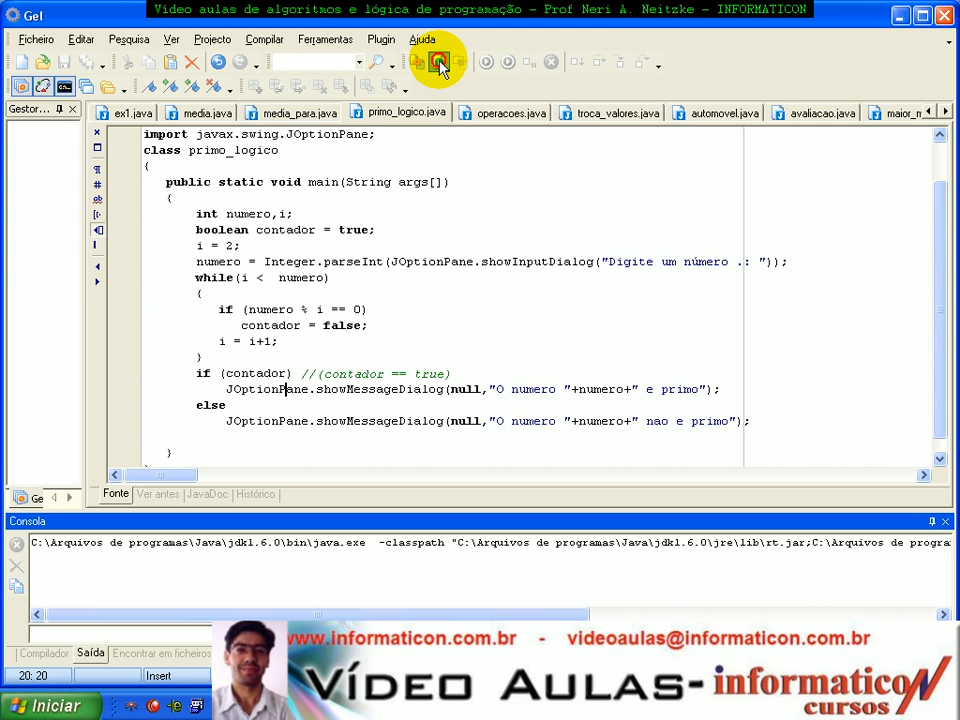 Vídeo aulas de algoritmos e lógica de programação – Prof Neri A. Neitzke – INFORMATICON
Gel
Ficheiro Editar Pesquisa Ver Projecto Compilar Ferramentas Plugin Ajuda
Gestor...
ex1.java media.java media_para.java primo_logico.java operacoes.java troca_valores.java automovel.java avaliacao.java maior_m
import javax.swing.JOptionPane;
class primo_logico
{
public static void main(String args[])
{
int numero,i;
boolean contador = true;
i = 2;
numero = Integer.parseInt(JOptionPane.showInputDialog("Digite um número .: "));
while(i < numero)
{
if (numero % i == 0)
contador = false;
i = i+1;
}
if (contador) //(contador == true)
JOptionPane.showMessageDialog(null,"O numero "+numero+" e primo");
else
JOptionPane.showMessageDialog(null,"O numero "+numero+" nao e primo");
}
Ge
Fonte Ver antes JavaDoc Histórico
Consola
C:\Arquivos de programas\Java\jdk1.6.0\bin\java.exe -classpath "C:\Arquivos de programas\Java\jdk1.6.0\jre\lib\rt.jar;C:\Arquivos de progra
www.informaticon.com.br - videoaulas@informaticon.com.br
Compilador Saída Encontrar em ficheiros
20: 20 Insert
Vídeo Aulas-informaticon
cursos
Iniciar